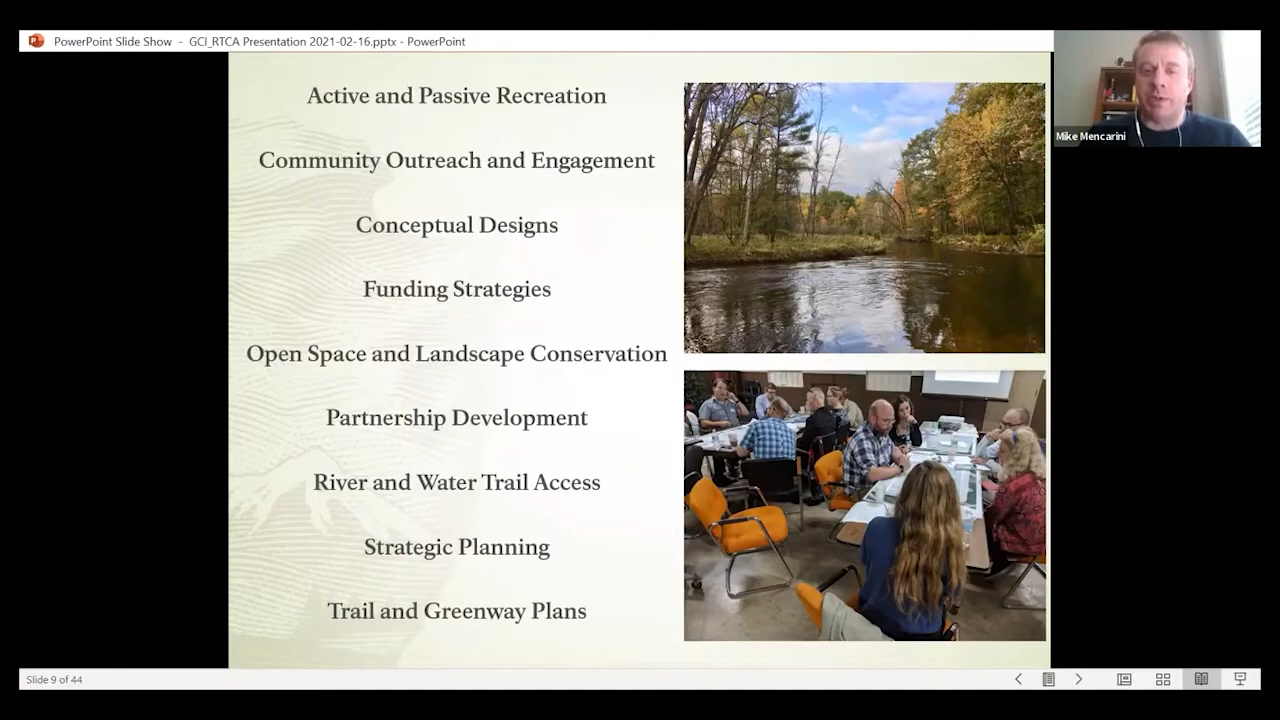 PowerPoint Slide Show - GCI_RTCA Presentation 2021-02-16.pptx - PowerPoint
Active and Passive Recreation
Community Outreach and Engagement
Conceptual Designs
Funding Strategies
Open Space and Landscape Conservation
Partnership Development
River and Water Trail Access
Strategic Planning
Trail and Greenway Plans
Mike Mencarini
Slide 9 of 44